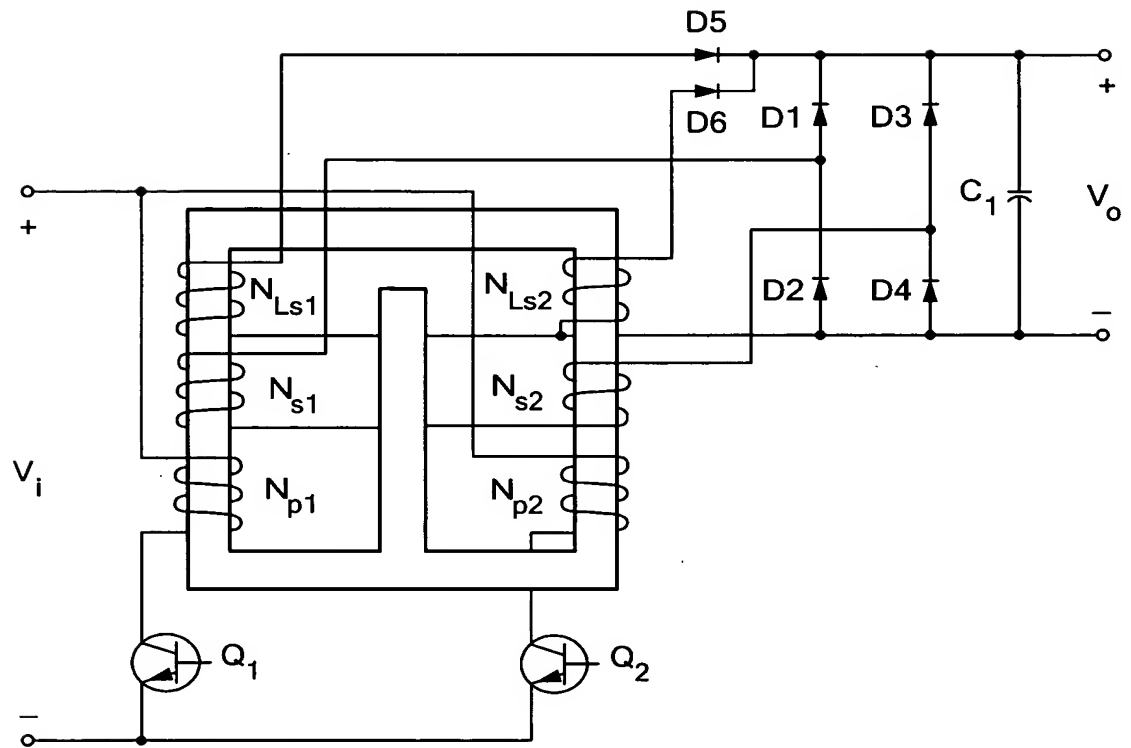 D5
D6
D1
D3
+
+
C1
Vo
NLs1
NLs2
D2
D4
−
Ns1
Ns2
Vi
Np1
Np2
Q1
Q2
−